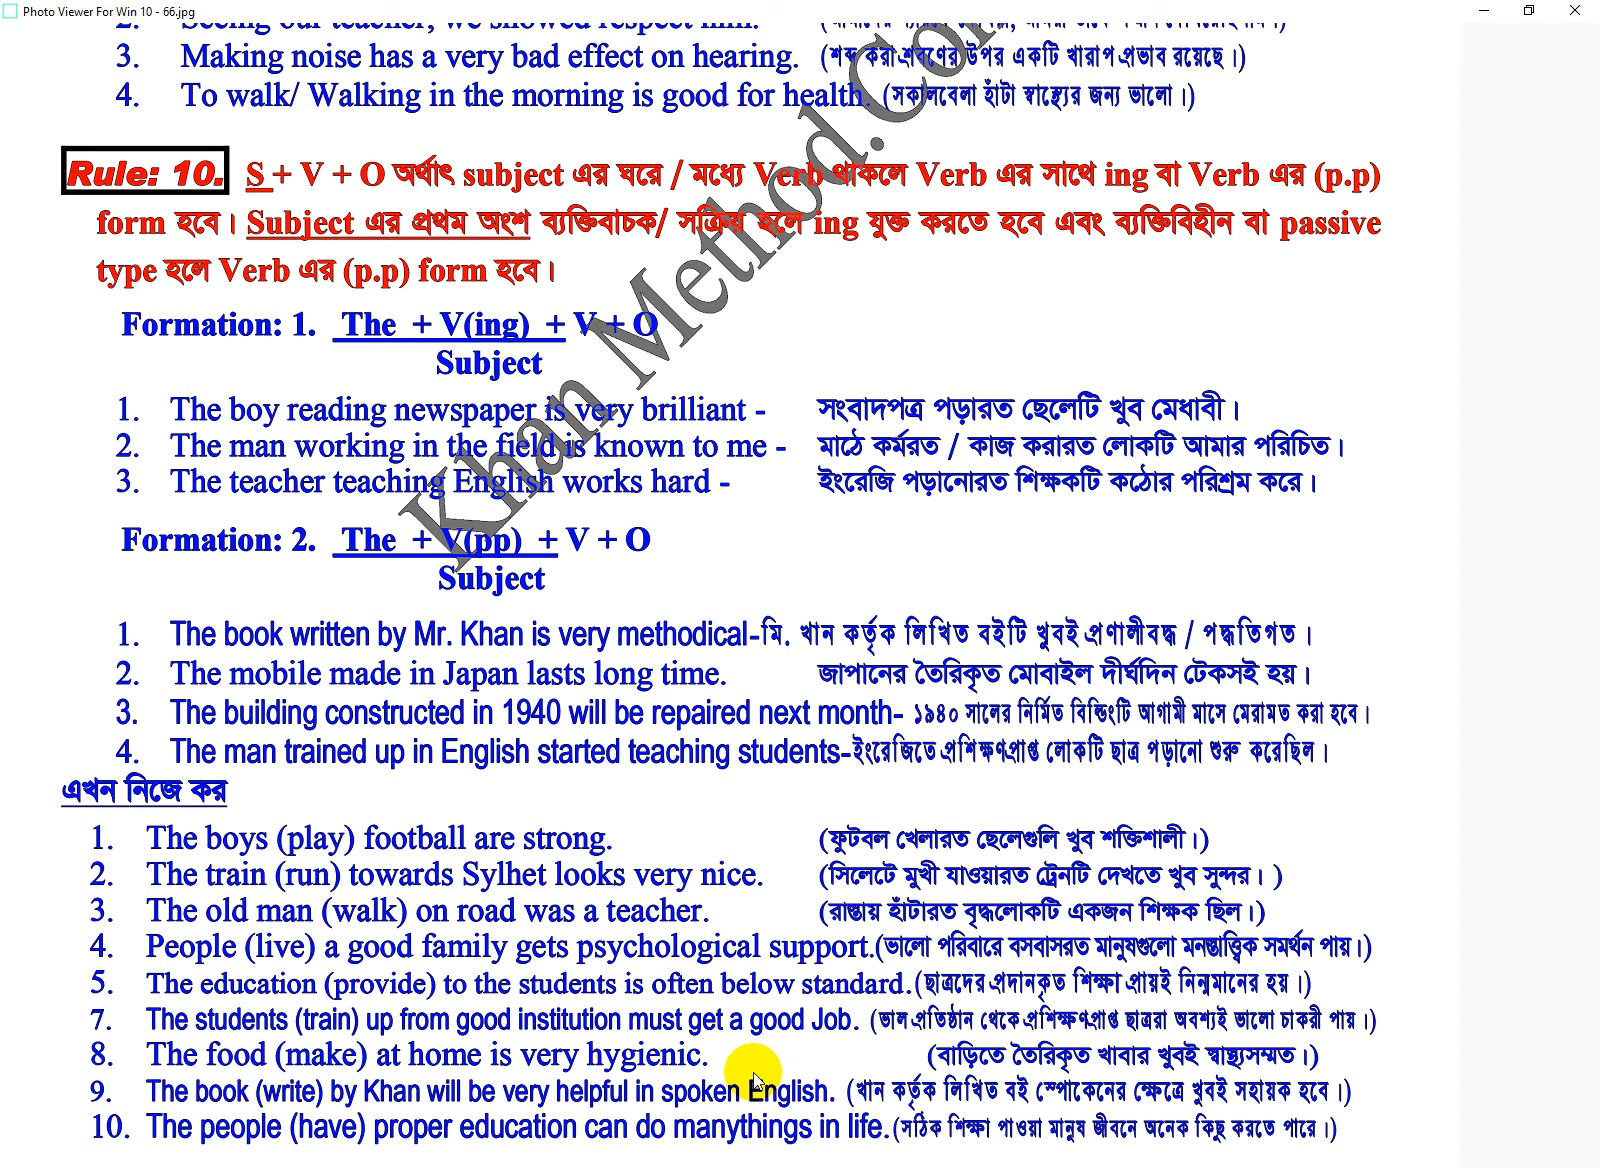 Photo Viewer For Win 10 - 66.jpg
2. Seeing our teacher, we showed respect him.
3. Making noise has a very bad effect on hearing. (শব্দ করা শ্রবণের উপর একটি খারাপ প্রভাব রয়েছে।)
4. To walk/ Walking in the morning is good for health. (সকালবেলা হাঁটা স্বাস্থ্যের জন্য ভালো।)
Rule: 10. S + V + O অর্থাৎ subject এর ঘরে / মধ্যে Verb থাকলে Verb এর সাথে ing বা Verb এর (p.p)
form হবে। Subject এর প্রথম অংশ ব্যক্তিবাচক/ সক্রিয় হলে ing যুক্ত করতে হবে এবং ব্যক্তিবিহীন বা passive
type হলে Verb এর (p.p) form হবে।
Formation: 1. The + V(ing) + V + O
Subject
1. The boy reading newspaper is very brilliant - সংবাদপত্র পড়ারত ছেলেটি খুব মেধাবী।
2. The man working in the field is known to me - মাঠে কর্মরত / কাজ করারত লোকটি আমার পরিচিত।
3. The teacher teaching English works hard - ইংরেজি পড়ানোরত শিক্ষকটি কঠোর পরিশ্রম করে।
Formation: 2. The + V(pp) + V + O
Subject
1. The book written by Mr. Khan is very methodical-মি. খান কর্তৃক লিখিত বইটি খুবই প্রণালীবদ্ধ / পদ্ধতিগত।
2. The mobile made in Japan lasts long time. জাপানের তৈরিকৃত মোবাইল দীর্ঘদিন টেকসই হয়।
3. The building constructed in 1940 will be repaired next month- ১৯৪০ সালের নির্মিত বিল্ডিংটি আগামী মাসে মেরামত করা হবে।
4. The man trained up in English started teaching students-ইংরেজিতে প্রশিক্ষণপ্রাপ্ত লোকটি ছাত্র পড়ানো শুরু করেছিল।
এখন নিজে কর
1. The boys (play) football are strong. (ফুটবল খেলারত ছেলেগুলি খুব শক্তিশালী।)
2. The train (run) towards Sylhet looks very nice. (সিলেটে মুখী যাওয়ারত ট্রেনটি দেখতে খুব সুন্দর। )
3. The old man (walk) on road was a teacher. (রাস্তায় হাঁটারত বৃদ্ধলোকটি একজন শিক্ষক ছিল।)
4. People (live) a good family gets psychological support.(ভালো পরিবারে বসবাসরত মানুষগুলো মনস্তাত্ত্বিক সমর্থন পায়।)
5. The education (provide) to the students is often below standard.(ছাত্রদের প্রদানকৃত শিক্ষা প্রায়ই নিন্মমানের হয়।)
7. The students (train) up from good institution must get a good Job. (ভাল প্রতিষ্ঠান থেকে প্রশিক্ষণপ্রাপ্ত ছাত্ররা অবশ্যই ভালো চাকরী পায়।)
8. The food (make) at home is very hygienic. (বাড়িতে তৈরিকৃত খাবার খুবই স্বাস্থ্যসম্মত।)
9. The book (write) by Khan will be very helpful in spoken English. (খান কর্তৃক লিখিত বই স্পোকেনের ক্ষেত্রে খুবই সহায়ক হবে।)
10. The people (have) proper education can do manythings in life.(সঠিক শিক্ষা পাওয়া মানুষ জীবনে অনেক কিছু করতে পারে।)
Khan Method.Com